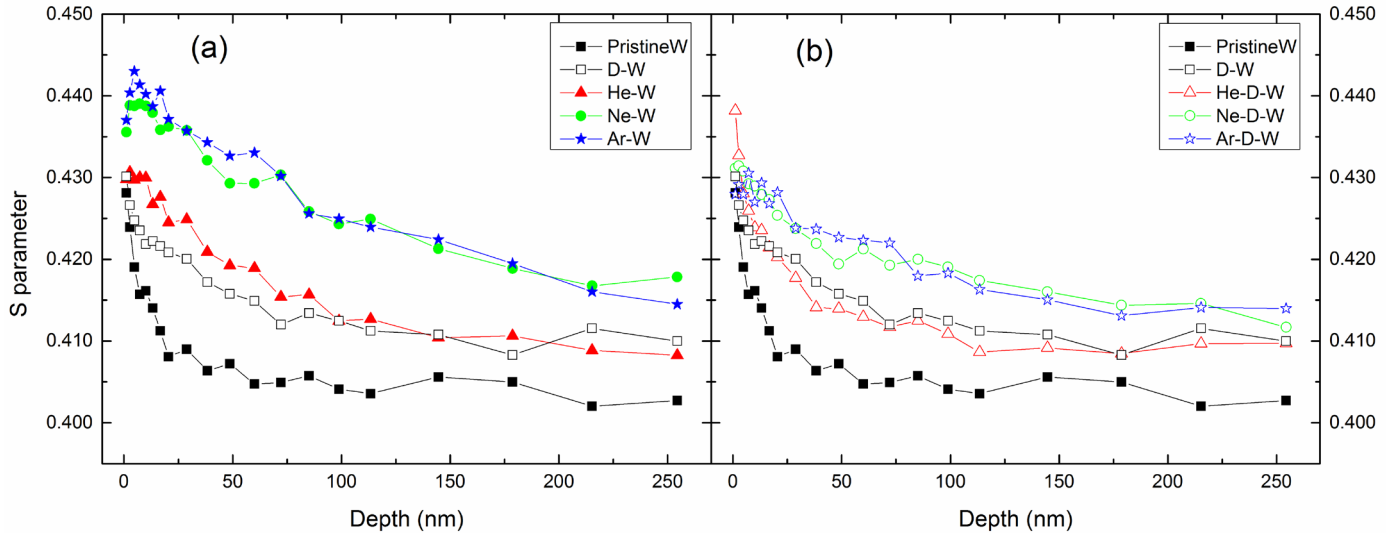 (a)
PristineW
D-W
He-W
Ne-W
Ar-W
0.450
0.440
0.430
0.420
0.410
0.400
S parameter
0 50 100 150 200 250
Depth (nm)
(b)
PristineW
D-W
He-D-W
Ne-D-W
Ar-D-W
0.450
0.440
0.430
0.420
0.410
0.400
0 50 100 150 200 250
Depth (nm)